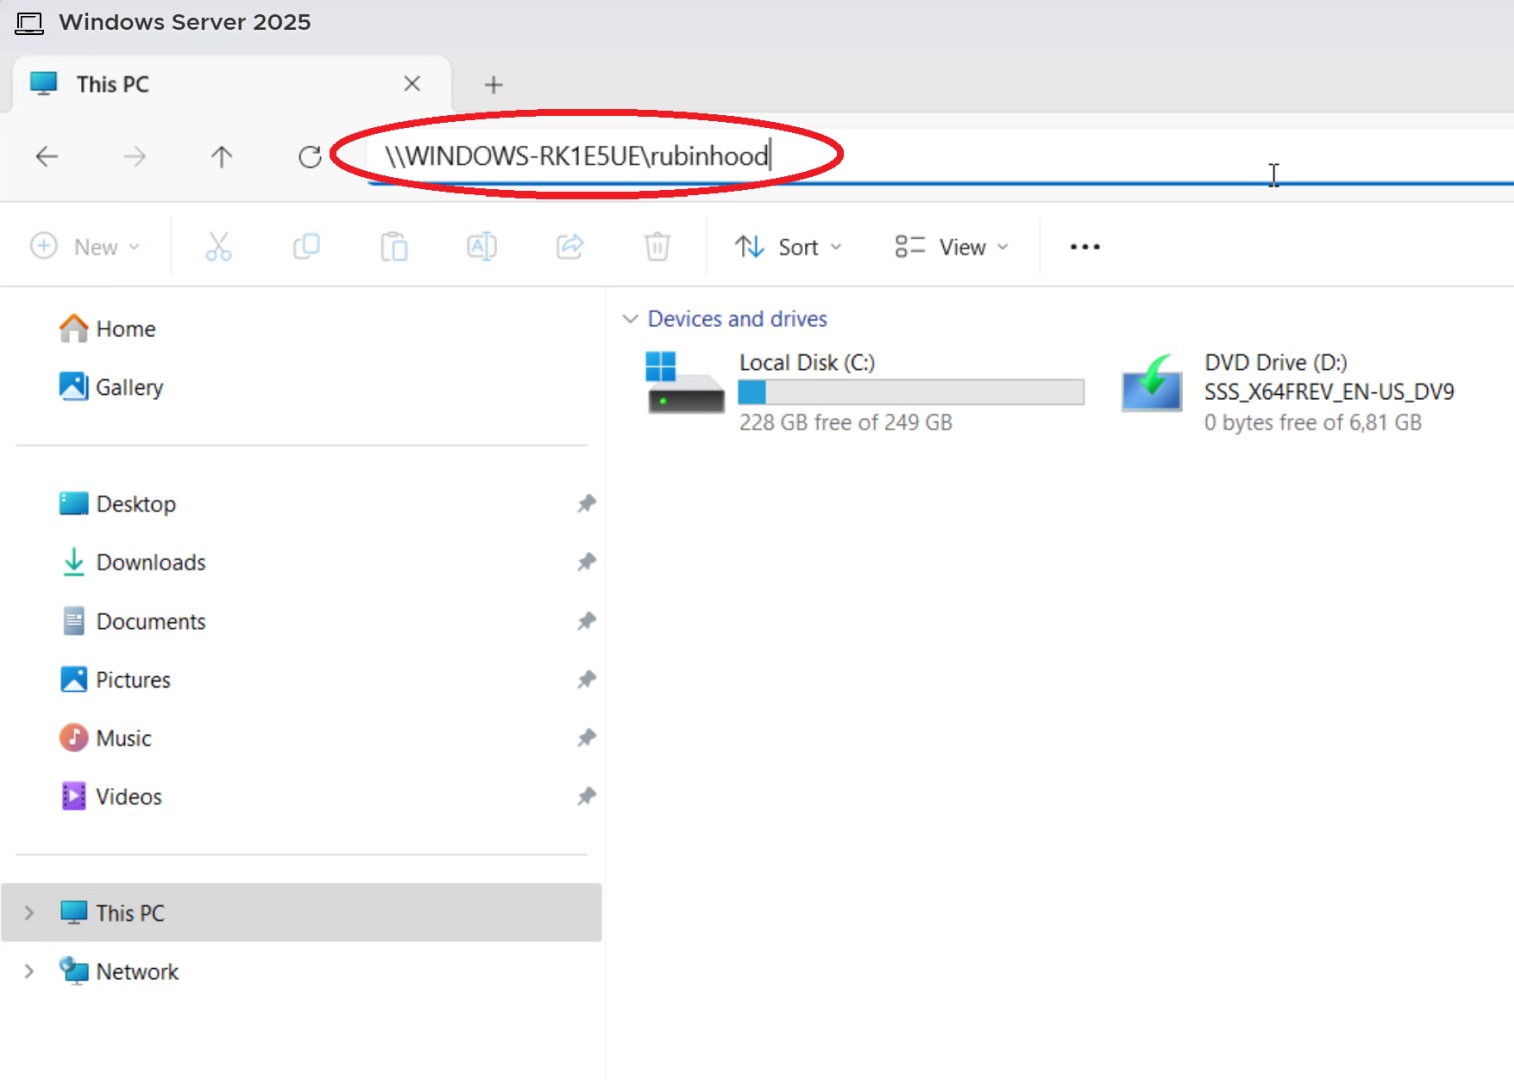 Windows Server 2025
This PC
\\WINDOWS-RK1E5UE\rubinhood
New
Sort
View
Home
Gallery
Desktop
Downloads
Documents
Pictures
Music
Videos
This PC
Network
Devices and drives
Local Disk (C:)
228 GB free of 249 GB
DVD Drive (D:)
SSS_X64FREV_EN-US_DV9
0 bytes free of 6,81 GB